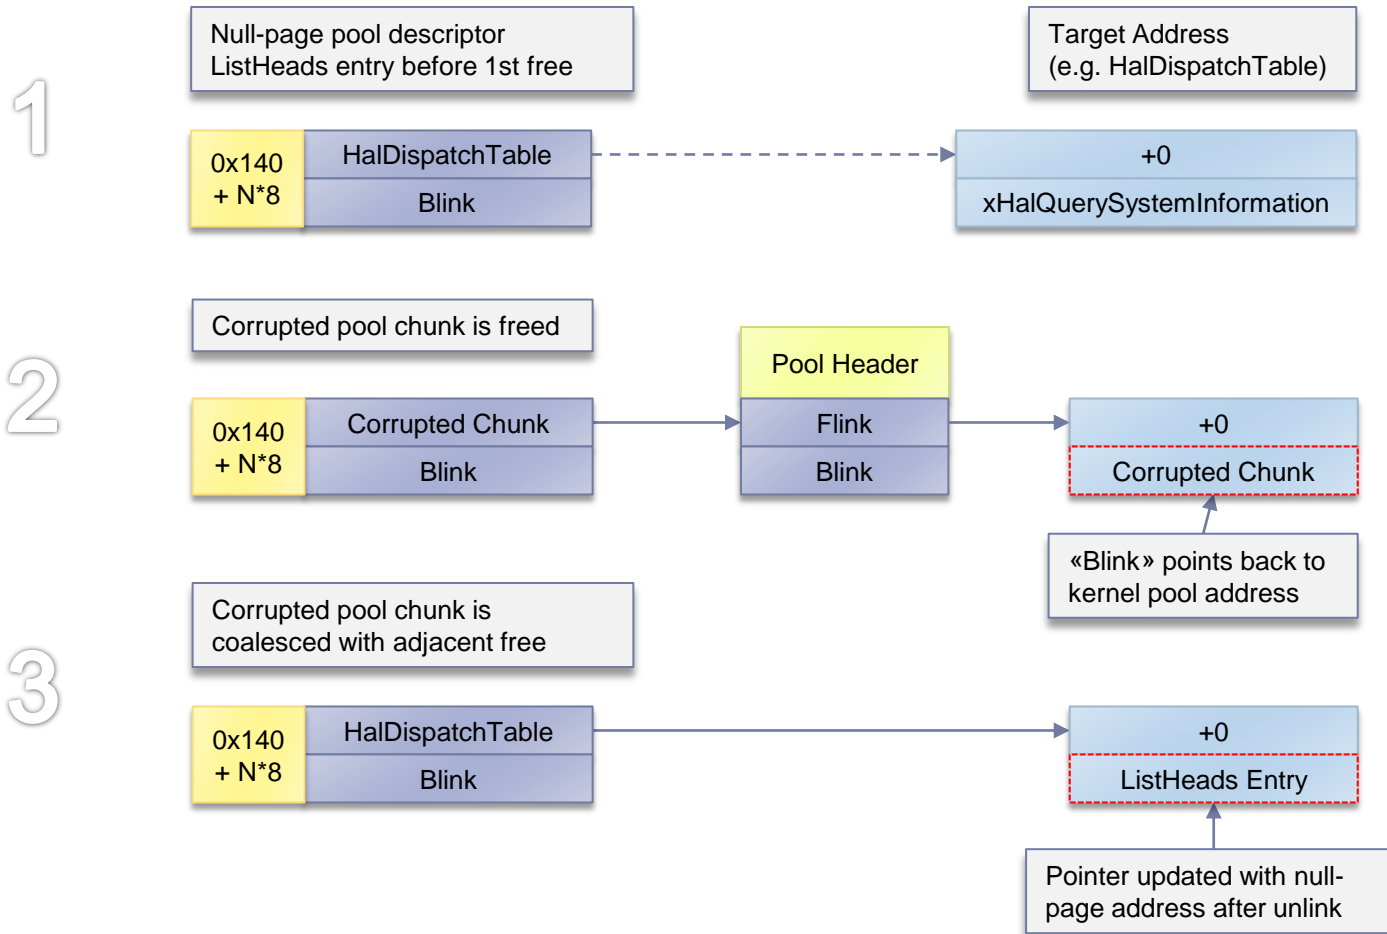 1
Null-page pool descriptor
ListHeads entry before 1st free
Target Address
(e.g. HalDispatchTable)
0x140
+ N*8
HalDispatchTable
Blink
+0
xHalQuerySystemInformation
2
Corrupted pool chunk is freed
Pool Header
0x140
+ N*8
Corrupted Chunk
Blink
Flink
Blink
+0
Corrupted Chunk
«Blink» points back to
kernel pool address
3
Corrupted pool chunk is
coalesced with adjacent free
0x140
+ N*8
HalDispatchTable
Blink
+0
ListHeads Entry
Pointer updated with null-
page address after unlink